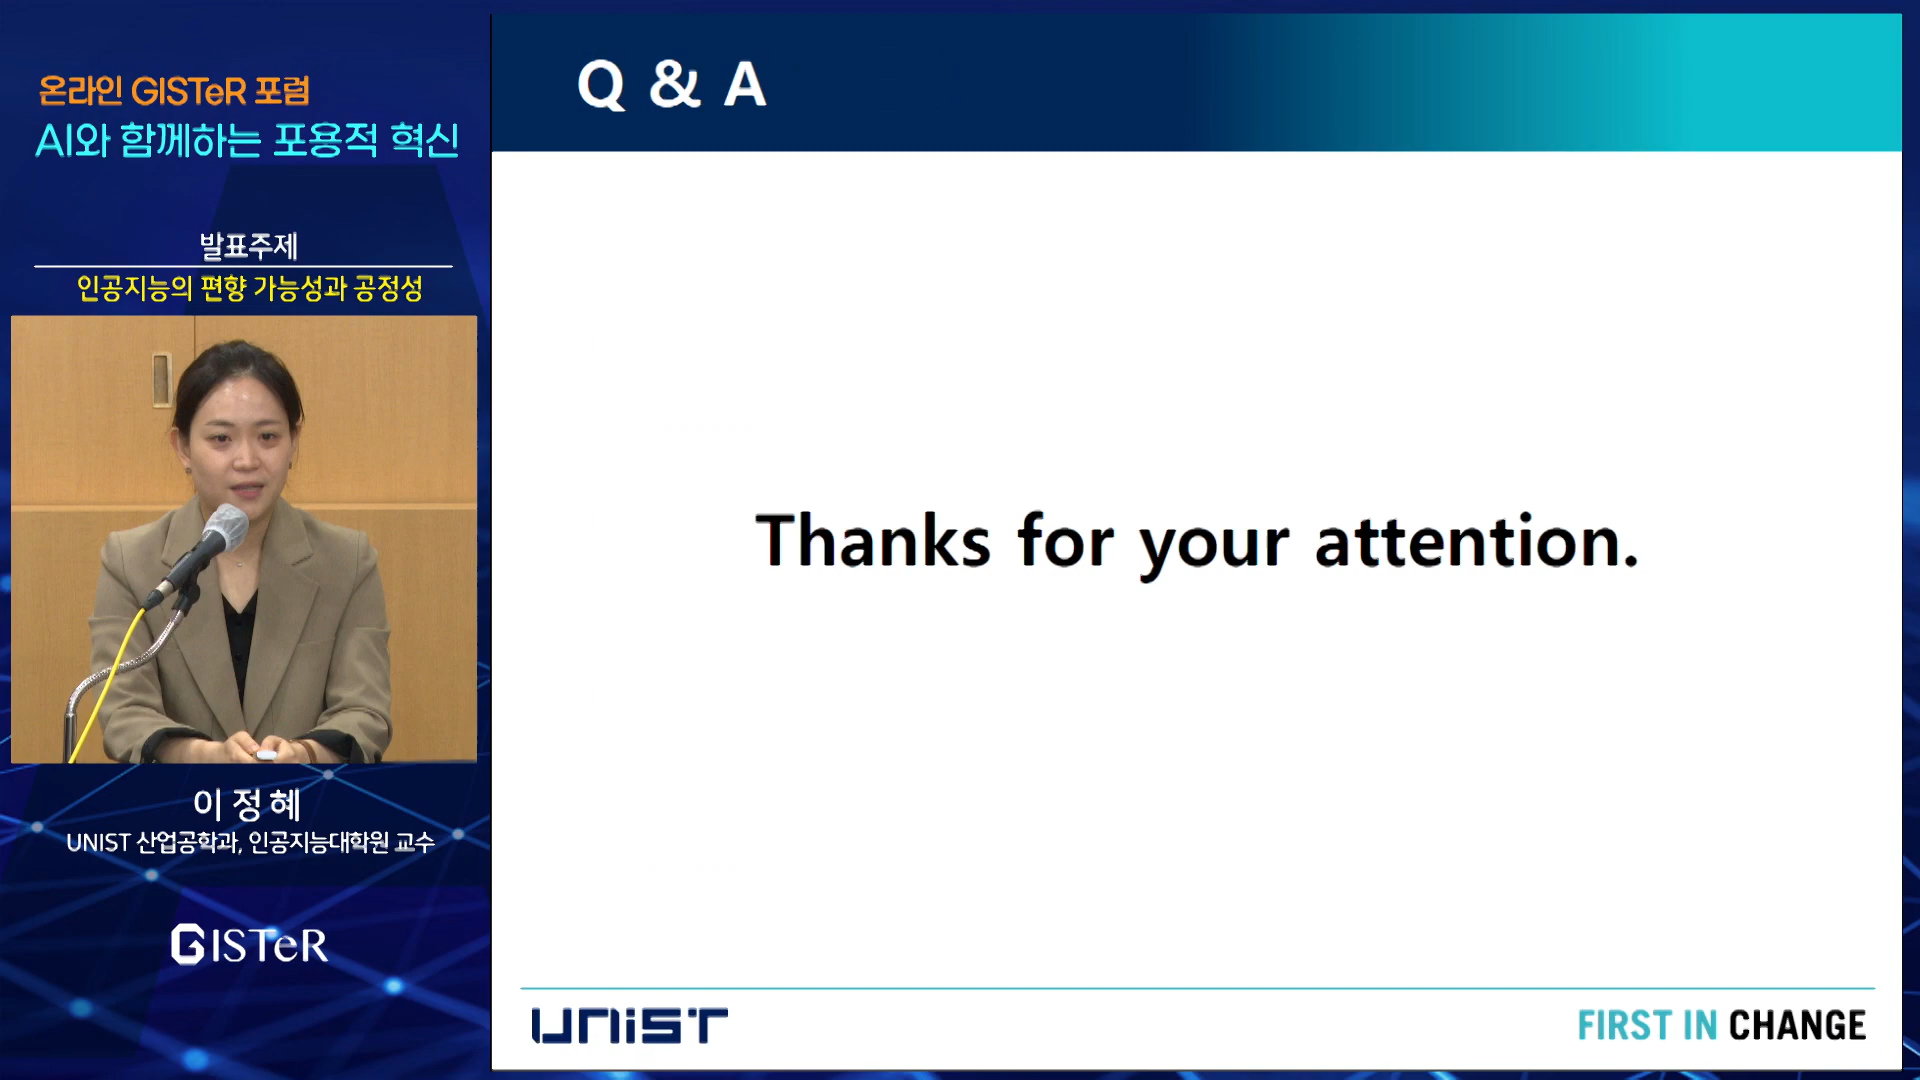 온라인 GISTeR 포럼
AI와 함께하는 포용적 혁신
발표주제
인공지능의 편향 가능성과 공정성
이정혜
UNIST 산업공학과, 인공지능대학원 교수
GISTeR
Q & A
Thanks for your attention.
UNIST
FIRST IN CHANGE